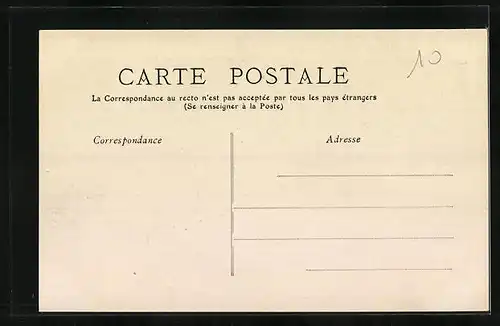 10
CARTE POSTALE
La Correspondance au recto n'est pas acceptée par tous les pays étrangers
(Se renseigner à la Poste)
Correspondance
Adresse